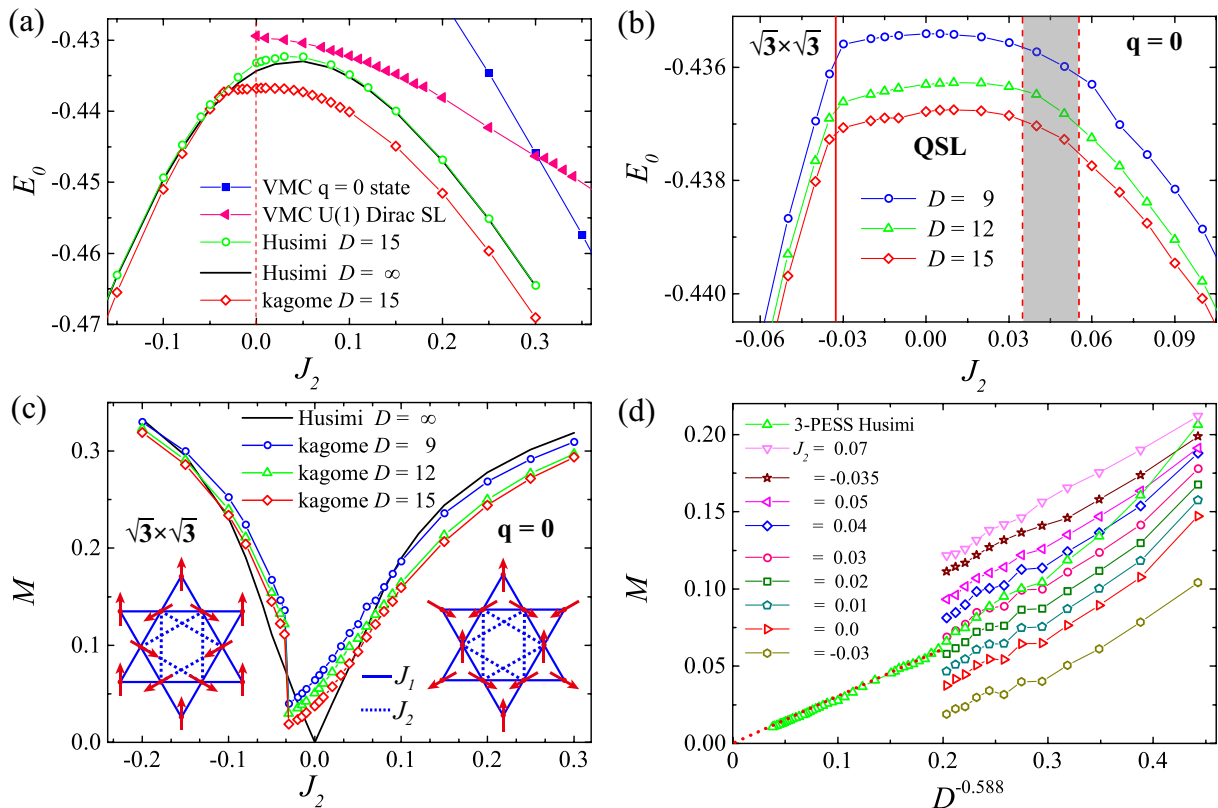 (a)
-0.43
-0.44
-0.45
-0.46
-0.47
E0
VMC q = 0 state
VMC U(1) Dirac SL
Husimi D = 15
Husimi D = ∞
kagome D = 15
-0.1 0.0 0.1 0.2 0.3
J2
(b)
√3×√3
q = 0
-0.436
-0.438
-0.440
E0
QSL
D = 9
D = 12
D = 15
-0.06 -0.03 0.00 0.03 0.06 0.09
J2
(c)
0.3
0.2
0.1
0.0
M
Husimi D = ∞
kagome D = 9
kagome D = 12
kagome D = 15
√3×√3
q = 0
J1
J2
-0.2 -0.1 0.0 0.1 0.2 0.3
J2
(d)
0.20
0.15
0.10
0.05
0.00
M
3-PESS Husimi
J2 = 0.07
= -0.035
= 0.05
= 0.04
= 0.03
= 0.02
= 0.01
= 0.0
= -0.03
0 0.1 0.2 0.3 0.4
D-0.588